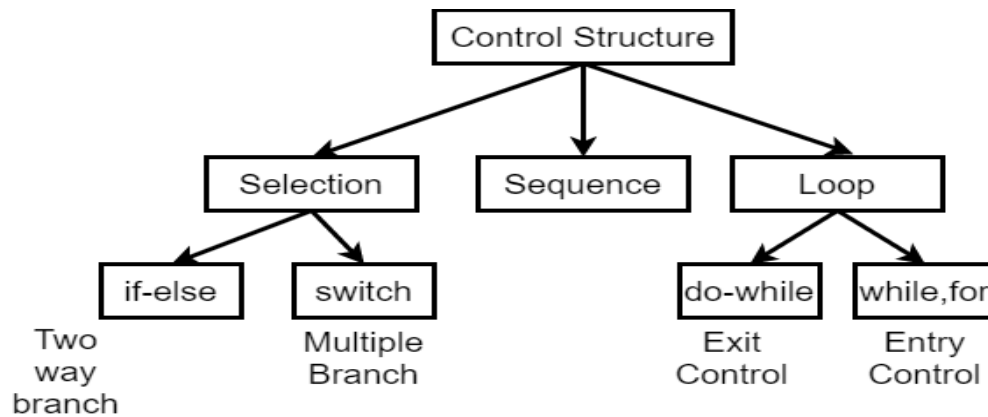 Control Structure
Selection
Sequence
Loop
if-else
switch
do-while
while,for
Two
way
branch
Multiple
Branch
Exit
Control
Entry
Control